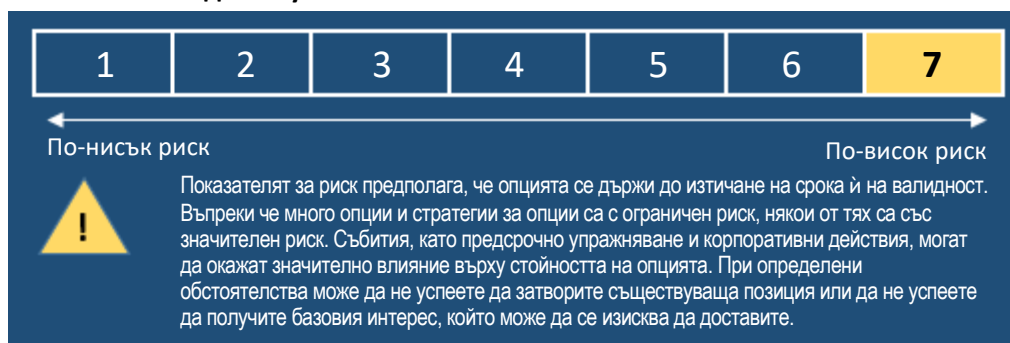 1 2 3 4 5 6 7
По-нисък риск По-висок риск
Показателят за риск предполага, че опцията се държи до изтичане на срока ѝ на валидност.
Въпреки че много опции и стратегии за опции са с ограничен риск, някои от тях са със
! значителен риск. Събития, като предсрочно упражняване и корпоративни действия, могат
да окажат значително влияние върху стойността на опцията. При определени
обстоятелства може да не успеете да затворите съществуваща позиция или да не успеете
да получите базовия интерес, който може да се изисква да доставите.